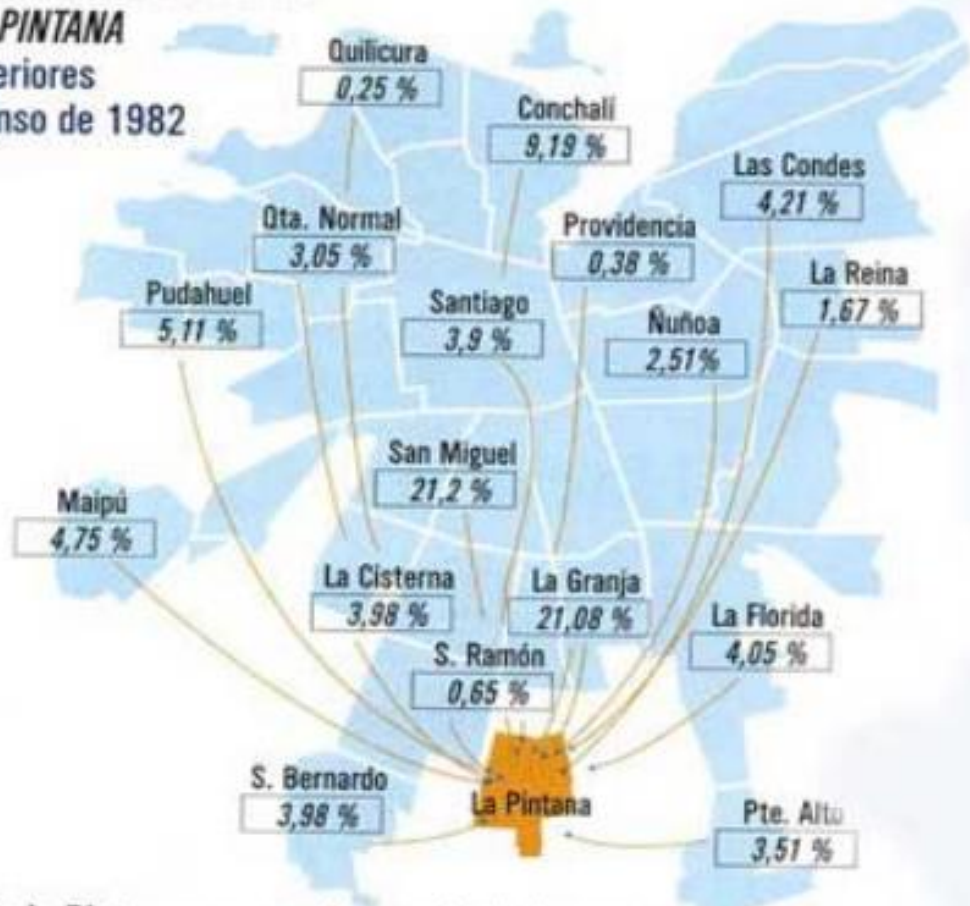 PINTANA
eriores
nso de 1982
Quilicura
0,25 %
Conchalí
9,19 %
Las Condes
4,21 %
Qta. Normal
3,05 %
Providencia
0,38 %
La Reina
1,67 %
Pudahuel
5,11 %
Santiago
3,9 %
Ñuñoa
2,51%
San Miguel
21,2 %
Maipú
4,75 %
La Cisterna
3,98 %
La Granja
21,08 %
La Florida
4,05 %
S. Ramón
0,65 %
S. Bernardo
3,98 %
La Pintana
Pte. Alto
3,51 %